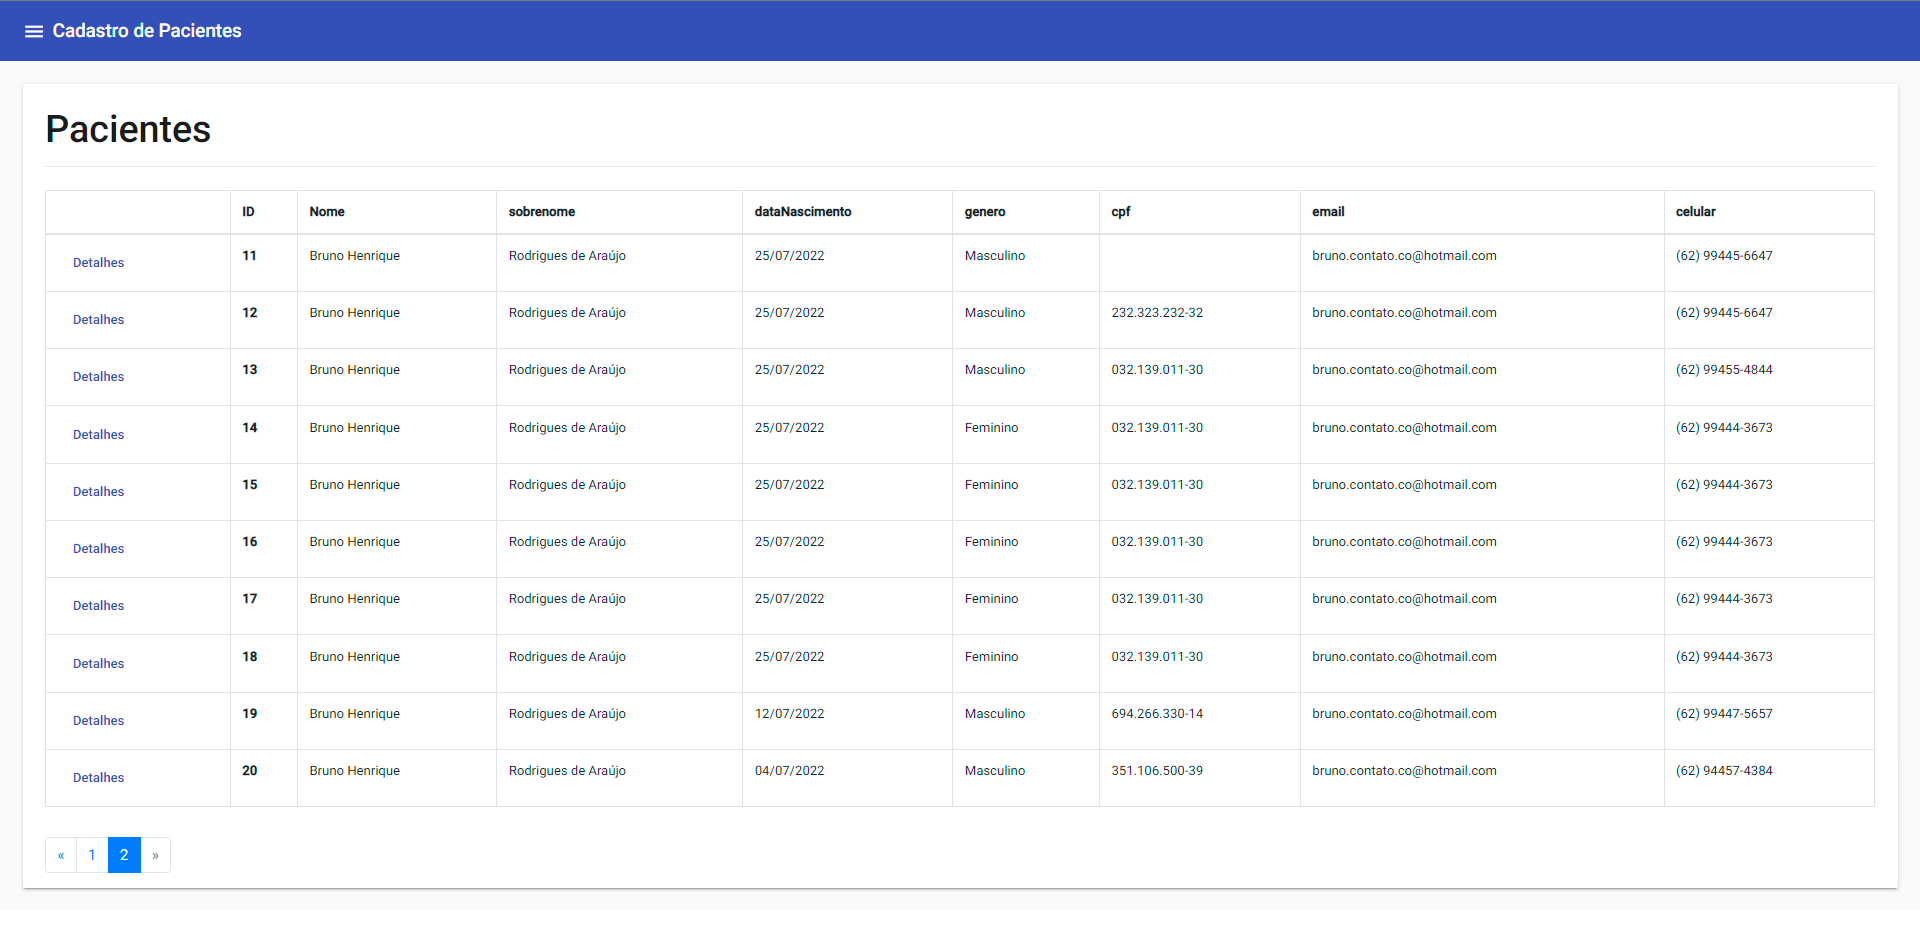 Cadastro de Pacientes
Pacientes
ID Nome sobrenome dataNascimento genero cpf email celular
Detalhes 11 Bruno Henrique Rodrigues de Araújo 25/07/2022 Masculino bruno.contato.co@hotmail.com (62) 99445-6647
Detalhes 12 Bruno Henrique Rodrigues de Araújo 25/07/2022 Masculino 232.323.232-32 bruno.contato.co@hotmail.com (62) 99445-6647
Detalhes 13 Bruno Henrique Rodrigues de Araújo 25/07/2022 Masculino 032.139.011-30 bruno.contato.co@hotmail.com (62) 99455-4844
Detalhes 14 Bruno Henrique Rodrigues de Araújo 25/07/2022 Feminino 032.139.011-30 bruno.contato.co@hotmail.com (62) 99444-3673
Detalhes 15 Bruno Henrique Rodrigues de Araújo 25/07/2022 Feminino 032.139.011-30 bruno.contato.co@hotmail.com (62) 99444-3673
Detalhes 16 Bruno Henrique Rodrigues de Araújo 25/07/2022 Feminino 032.139.011-30 bruno.contato.co@hotmail.com (62) 99444-3673
Detalhes 17 Bruno Henrique Rodrigues de Araújo 25/07/2022 Feminino 032.139.011-30 bruno.contato.co@hotmail.com (62) 99444-3673
Detalhes 18 Bruno Henrique Rodrigues de Araújo 25/07/2022 Feminino 032.139.011-30 bruno.contato.co@hotmail.com (62) 99444-3673
Detalhes 19 Bruno Henrique Rodrigues de Araújo 12/07/2022 Masculino 694.266.330-14 bruno.contato.co@hotmail.com (62) 99447-5657
Detalhes 20 Bruno Henrique Rodrigues de Araújo 04/07/2022 Masculino 351.106.500-39 bruno.contato.co@hotmail.com (62) 94457-4384
« 1 2 »